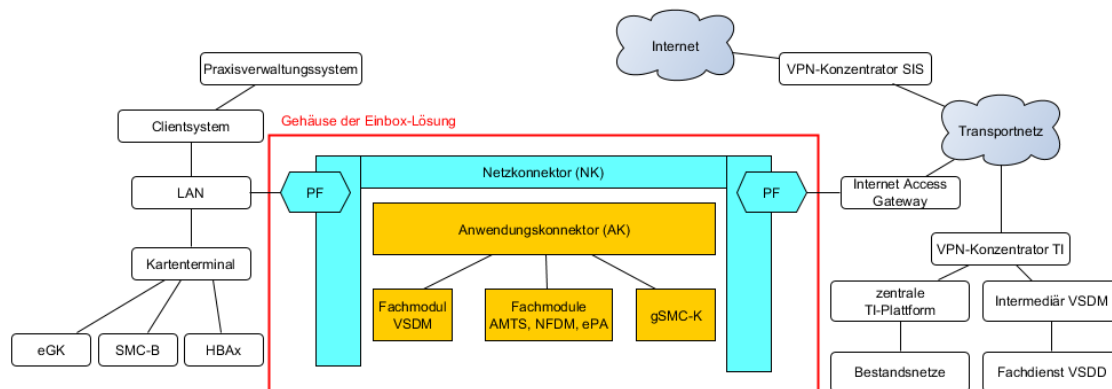 Internet
Praxisverwaltungssystem
VPN-Konzentrator SIS
Clientsystem
Gehäuse der Einbox-Lösung
Transportnetz
Netzkonnektor (NK)
LAN
PF
PF
Internet Access
Gateway
Anwendungskonnektor (AK)
VPN-Konzentrator TI
Kartenterminal
Fachmodul
VSDM
Fachmodule
AMTS, NFDM, ePA
gSMC-K
zentrale
TI-Plattform
Intermediär VSDM
eGK
SMC-B
HBAx
Bestandsnetze
Fachdienst VSDD